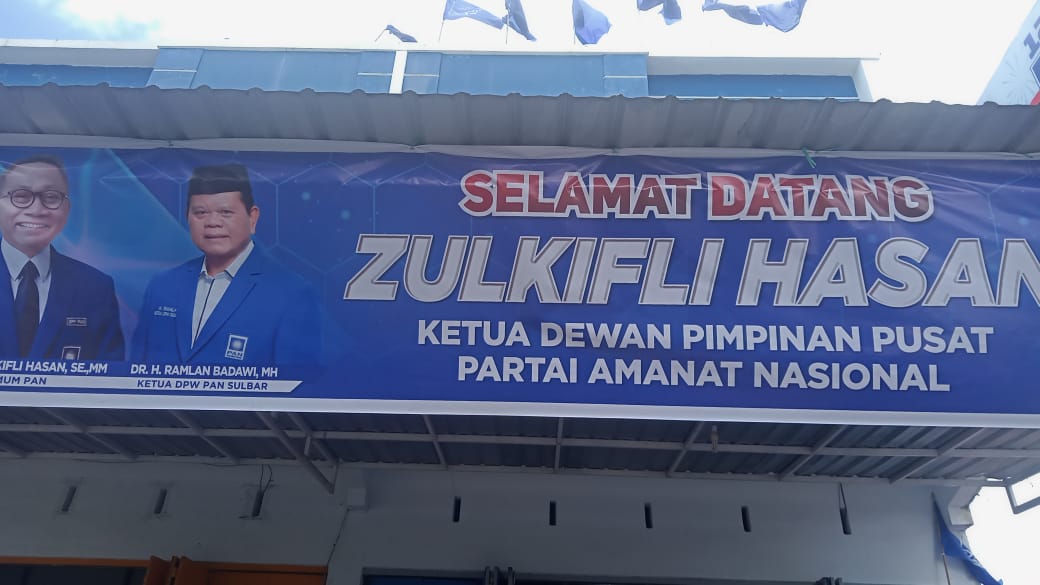 SELAMAT DATANG
ZULKIFLI HASAN
KETUA DEWAN PIMPINAN PUSAT
PARTAI AMANAT NASIONAL
KIFLI HASAN, SE.,MM
MUM PAN
DR. H. RAMLAN BADAWI, MH
KETUA DPW PAN SULBAR
PAN